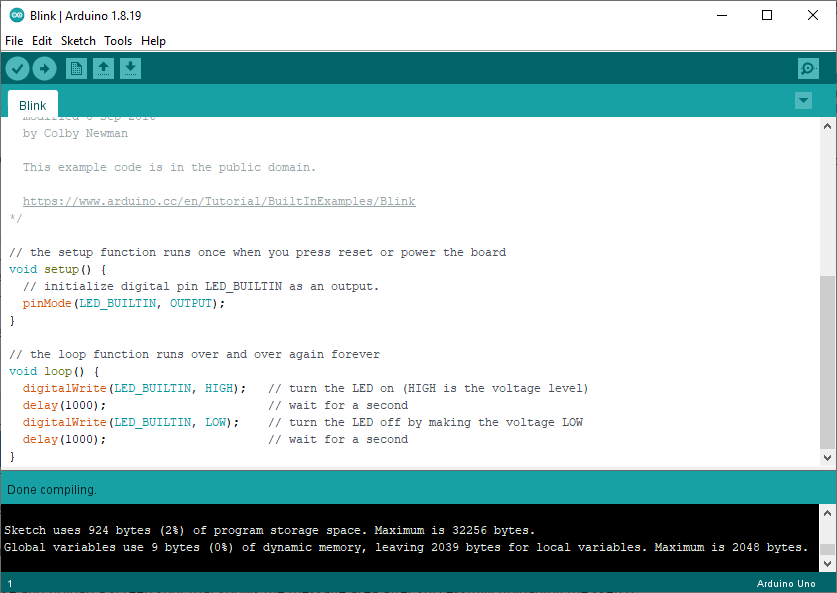 Blink | Arduino 1.8.19
File Edit Sketch Tools Help
Blink
by Colby Newman
This example code is in the public domain.
https://www.arduino.cc/en/Tutorial/BuiltInExamples/Blink
*/
// the setup function runs once when you press reset or power the board
void setup() {
// initialize digital pin LED_BUILTIN as an output.
pinMode(LED_BUILTIN, OUTPUT);
}
// the loop function runs over and over again forever
void loop() {
digitalWrite(LED_BUILTIN, HIGH);   // turn the LED on (HIGH is the voltage level)
delay(1000);                       // wait for a second
digitalWrite(LED_BUILTIN, LOW);    // turn the LED off by making the voltage LOW
delay(1000);                       // wait for a second
}
Done compiling.
Sketch uses 924 bytes (2%) of program storage space. Maximum is 32256 bytes.
Global variables use 9 bytes (0%) of dynamic memory, leaving 2039 bytes for local variables. Maximum is 2048 bytes.
1 Arduino Uno